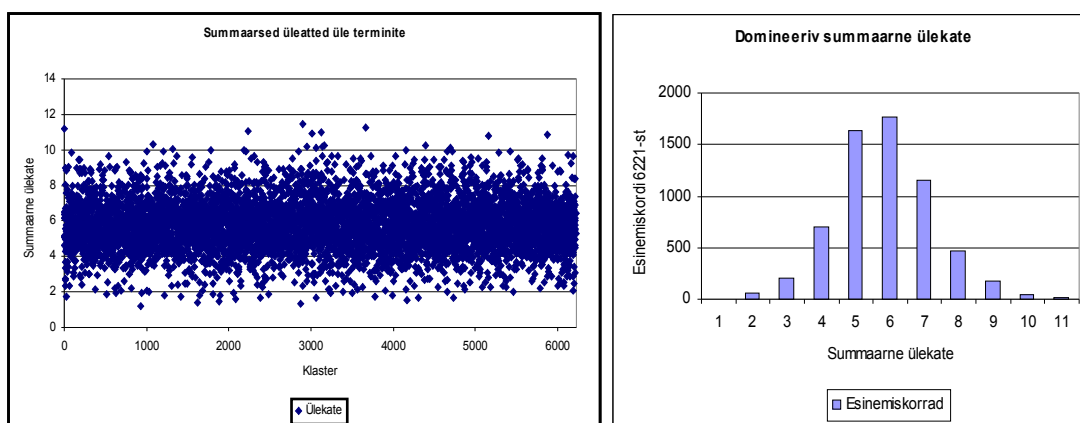 Summaarsed üleatted üle terminite
Summaarne ülekate
14
12
10
8
6
4
2
0
0 1000 2000 3000 4000 5000 6000
Klaster
Ülekate
Domineeriv summaarne ülekate
Esinemiskordi 6221-st
2000
1500
1000
500
0
1 2 3 4 5 6 7 8 9 10 11
Summaarne ülekate
Esinemiskorrad